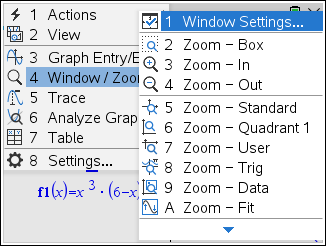 1 Actions
2 View
3 Graph Entry/E
4 Window / Zoo
5 Trace
6 Analyze Grap
7 Table
8 Settings...
1 Window Settings...
2 Zoom – Box
3 Zoom – In
4 Zoom – Out
5 Zoom – Standard
6 Zoom – Quadrant 1
7 Zoom – User
8 Zoom – Trig
9 Zoom – Data
A Zoom – Fit
f1(x)=x³·(6-x)